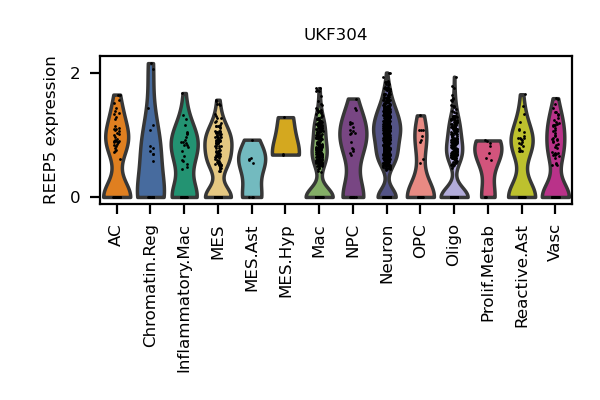 UKF304
REEP5 expression
2
0
AC
Chromatin.Reg
Inflammatory.Mac
MES
MES.Ast
MES.Hyp
Mac
NPC
Neuron
OPC
Oligo
Prolif.Metab
Reactive.Ast
Vasc